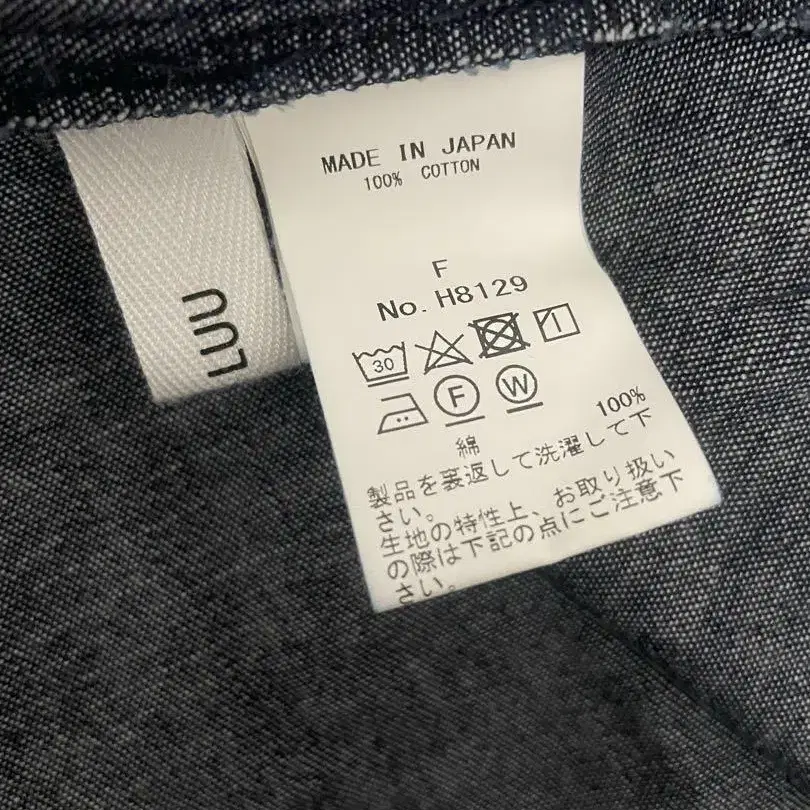 MADE IN JAPAN
100% COTTON
F
No. H8129
30
F
W
綿 100%
製品を裏返して洗濯して下
さい。
生地の特性上、お取り扱い
の際は下記の点にご注意下
さい。
LUU